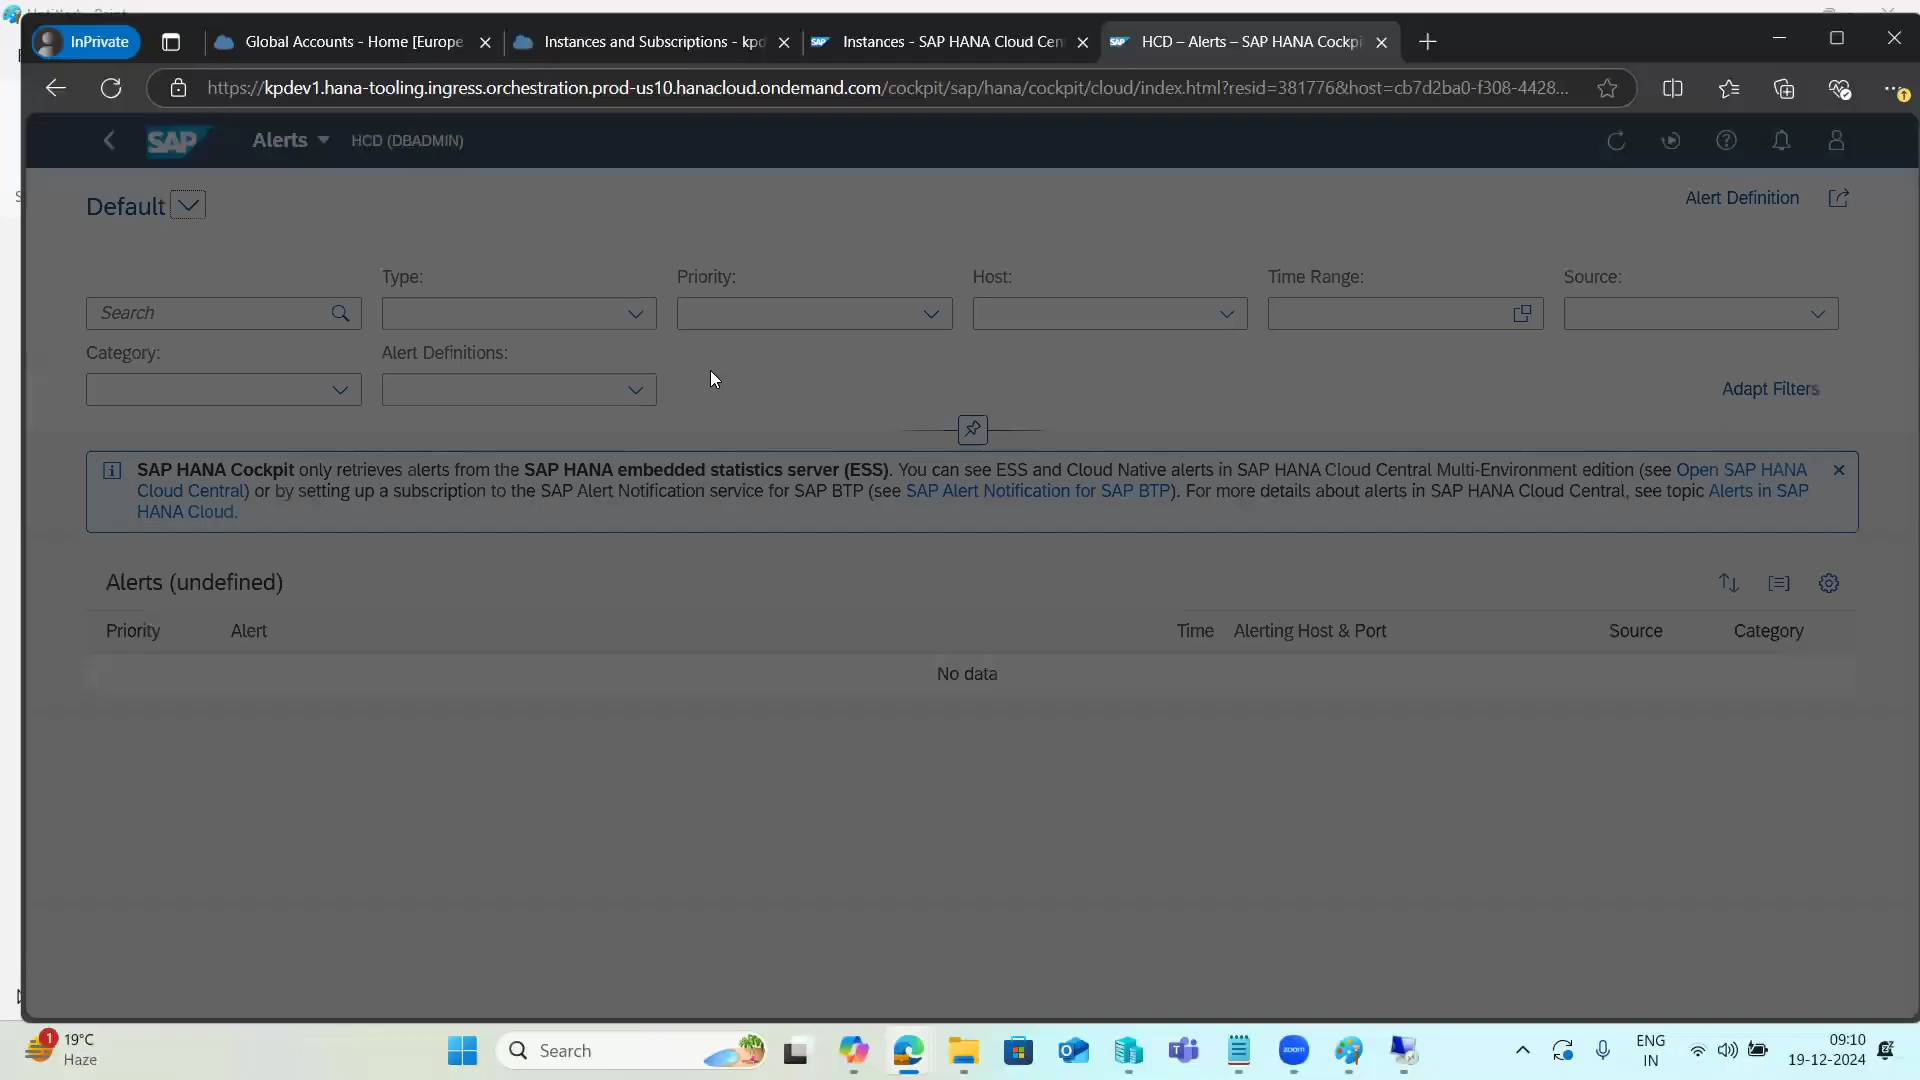 InPrivate
Global Accounts - Home [Europe
Instances and Subscriptions - kpd
SAP
Instances - SAP HANA Cloud Cen
SAP
HCD – Alerts – SAP HANA Cockpi
https://kpdev1.hana-tooling.ingress.orchestration.prod-us10.hanacloud.ondemand.com/cockpit/sap/hana/cockpit/cloud/index.html?resid=381776&host=cb7d2ba0-f308-4428...
SAP
Alerts
HCD (DBADMIN)
Default
Alert Definition
Type:
Priority:
Host:
Time Range:
Source:
Search
Category:
Alert Definitions:
Adapt Filters
SAP HANA Cockpit only retrieves alerts from the SAP HANA embedded statistics server (ESS). You can see ESS and Cloud Native alerts in SAP HANA Cloud Central Multi-Environment edition (see Open SAP HANA
Cloud Central) or by setting up a subscription to the SAP Alert Notification service for SAP BTP (see SAP Alert Notification for SAP BTP). For more details about alerts in SAP HANA Cloud Central, see topic Alerts in SAP
HANA Cloud.
Alerts (undefined)
Priority
Alert
Time
Alerting Host & Port
Source
Category
No data
1
19°C
Haze
Search
zoom
ENG
IN
09:10
19-12-2024